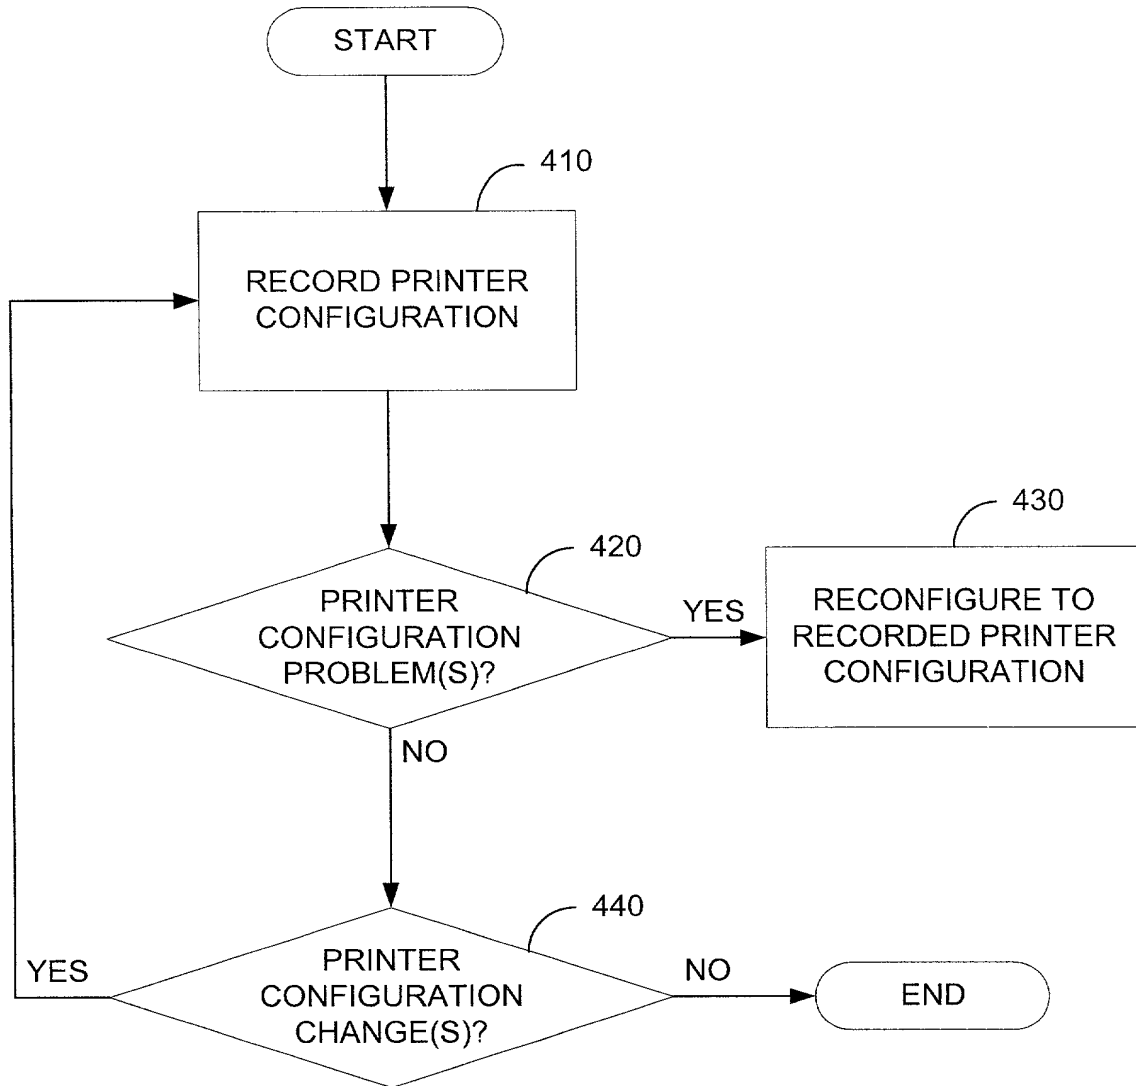 START
410
RECORD PRINTER
CONFIGURATION
430
420
PRINTER
CONFIGURATION
PROBLEM(S)?
YES
RECONFIGURE TO
RECORDED PRINTER
CONFIGURATION
NO
440
PRINTER
CONFIGURATION
CHANGE(S)?
YES
NO
END